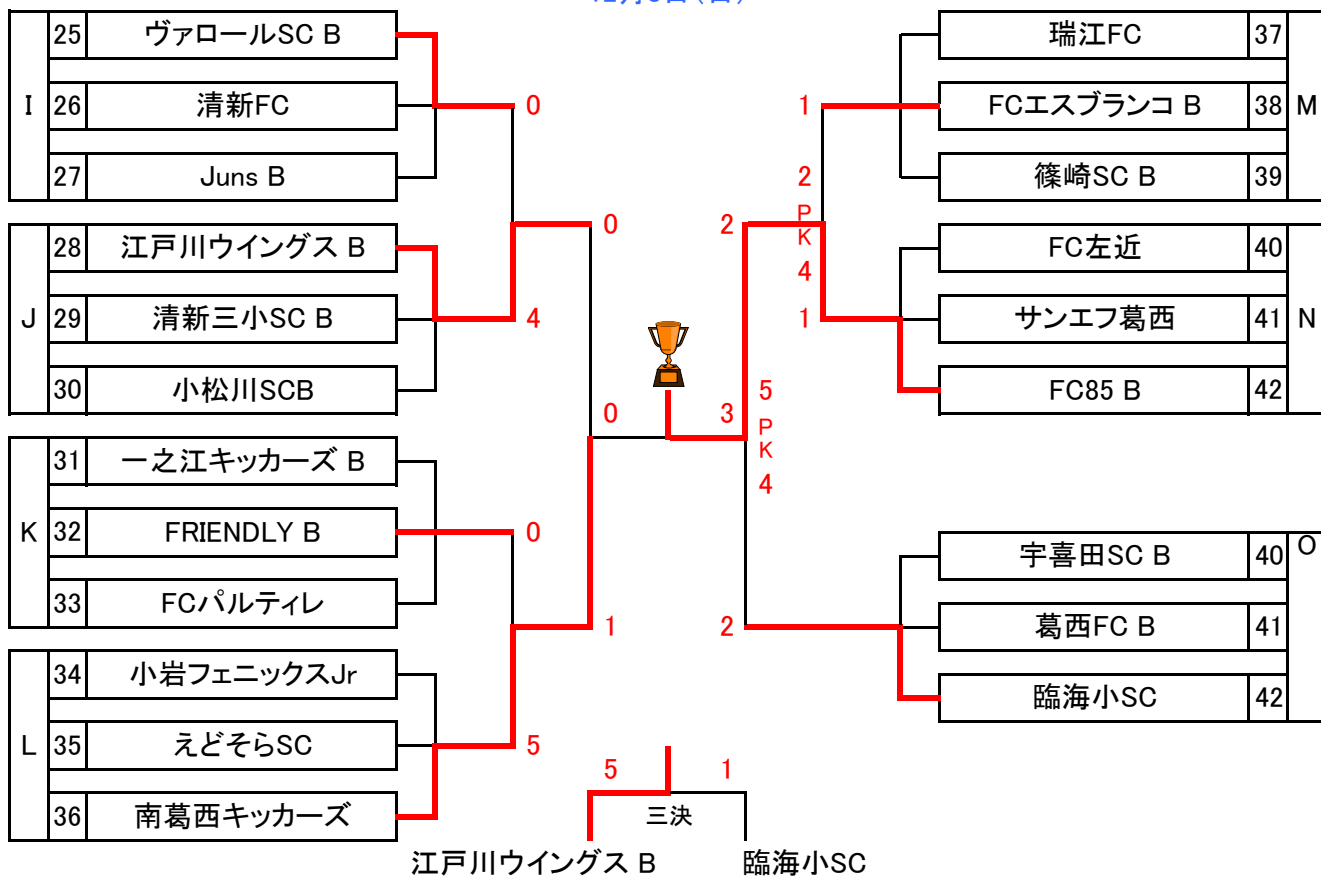 I
25 ヴァロールSC B
26 清新FC
27 Juns B
0
J
28 江戸川ウイングス B
29 清新三小SC B
30 小松川SCB
4
0
K
31 一之江キッカーズ B
32 FRIENDLY B
33 FCパルティレ
0
L
34 小岩フェニックスJr
35 えどそらSC
36 南葛西キッカーズ
5
1
0
3
瑞江FC 37
FCエスブランコ B 38
篠崎SC B 39
M
1
2
PK
4
1
2
FC左近 40
サンエフ葛西 41
FC85 B 42
N
5
PK
4
宇喜田SC B 40
葛西FC B 41
臨海小SC 42
O
2
5 1
三決
江戸川ウイングス B 臨海小SC